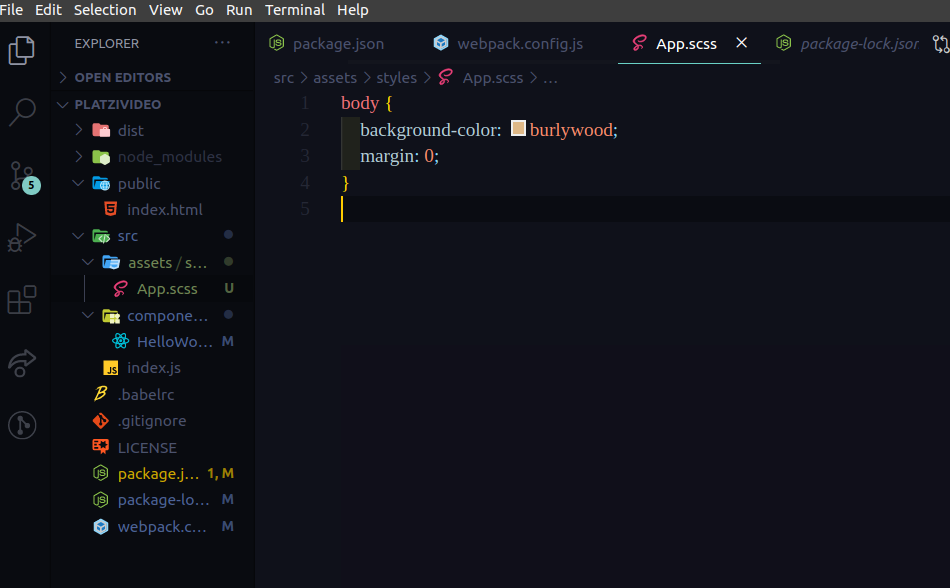 File Edit Selection View Go Run Terminal Help
EXPLORER ...
package.json webpack.config.js App.scss package-lock.json
OPEN EDITORS
src > assets > styles > App.scss > ...
PLATZIVIDEO
dist
node_modules
public
index.html
src
assets / s...
App.scss U
compone...
HelloWo... M
index.js
.babelrc
.gitignore
LICENSE
package.j... 1, M
package-lo... M
webpack.c... M
5
1 body {
2 background-color: burlywood;
3 margin: 0;
4 }
5